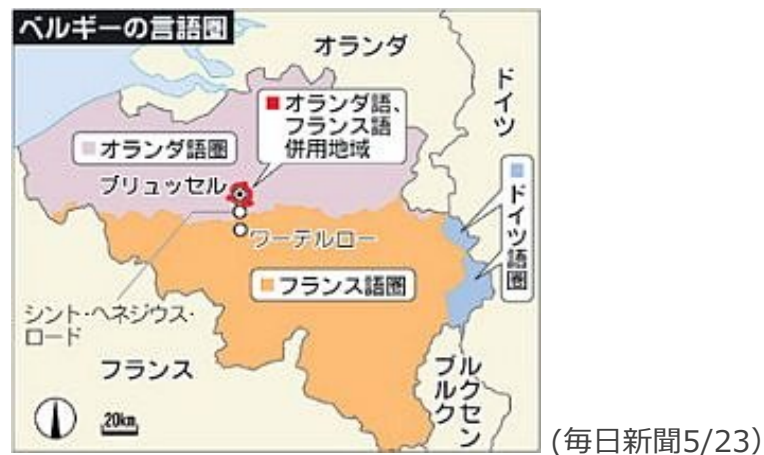 ベルギーの言語圏
オランダ
ドイツ
■オランダ語、
フランス語
併用地域
■オランダ語圏
ブリュッセル
■ドイツ語圏
ワーテルロー
■フランス語圏
シント・ヘネジウス・
ロード
フランス
ルクセン
ブルク
20km
(毎日新聞5/23)